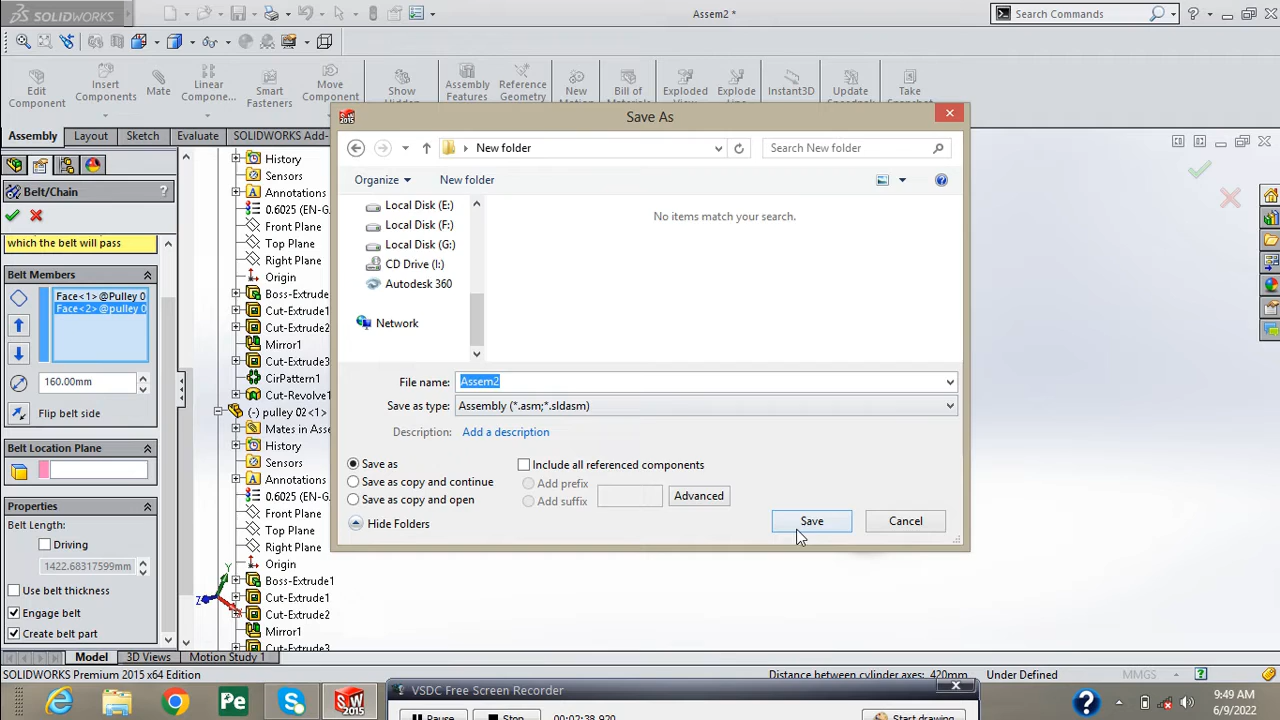 SOLIDWORKS
Assem2 *
Search Commands
Edit Component
Insert Components
Mate
Linear Compone...
Smart Fasteners
Move Component
Show Hidden
Assembly Features
Reference Geometry
New Motion
Bill of Materials
Exploded View
Explode Line
Instant3D
Update Speedpak
Take Snapshot
Assembly
Layout
Sketch
Evaluate
SOLIDWORKS Add-
Belt/Chain
?
which the belt will pass
Belt Members
Face<1>@Pulley 0
Face<2>@pulley 0
160.00mm
Flip belt side
Belt Location Plane
Properties
Belt Length:
Driving
1422.68317599mm
Use belt thickness
Engage belt
Create belt part
History
Sensors
Annotations
0.6025 (EN-G
Front Plane
Top Plane
Right Plane
Origin
Boss-Extrude
Cut-Extrude1
Cut-Extrude2
Mirror1
Cut-Extrude3
CirPattern1
Cut-Revolve1
(-) pulley 02<1>
Mates in Asse
History
Sensors
Annotations
0.6025 (EN-G
Front Plane
Top Plane
Right Plane
Origin
Boss-Extrude1
Cut-Extrude1
Cut-Extrude2
Mirror1
Cut-Extrude3
Y
Z
Save As
New folder
Search New folder
Organize
New folder
Local Disk (E:)
Local Disk (F:)
Local Disk (G:)
CD Drive (I:)
Autodesk 360
Network
No items match your search.
File name: Assem2
Save as type: Assembly (*.asm;*.sldasm)
Description: Add a description
Save as
Save as copy and continue
Save as copy and open
Include all referenced components
Add prefix
Add suffix
Advanced
Hide Folders
Save
Cancel
Model
3D Views
Motion Study 1
SOLIDWORKS Premium 2015 x64 Edition
Distance between cylinder axes: 420mm
Under Defined
MMGS
VSDC Free Screen Recorder
Pause
Stop
00:02:38.920
Start drawing
9:49 AM
6/9/2022